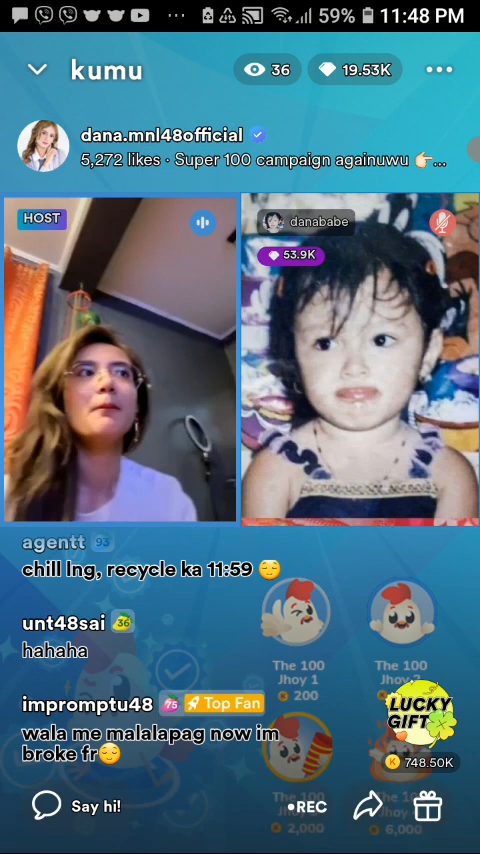 59% 11:48 PM
kumu
36
19.53K
dana.mnl48official
5,272 likes · Super 100 campaign againuwu 👉🏻...
HOST
danababe
53.9K
agentt 93
chill lng, recycle ka 11:59 😌
unt48sai 36
hahaha
impromptu48 75 Top Fan
wala me malalapag now im
broke fr😌
The 100
Jhoy 1
200
The 100
Jhoy
LUCKY
GIFT
K 748.50K
2,000
6,000
Say hi!
•REC